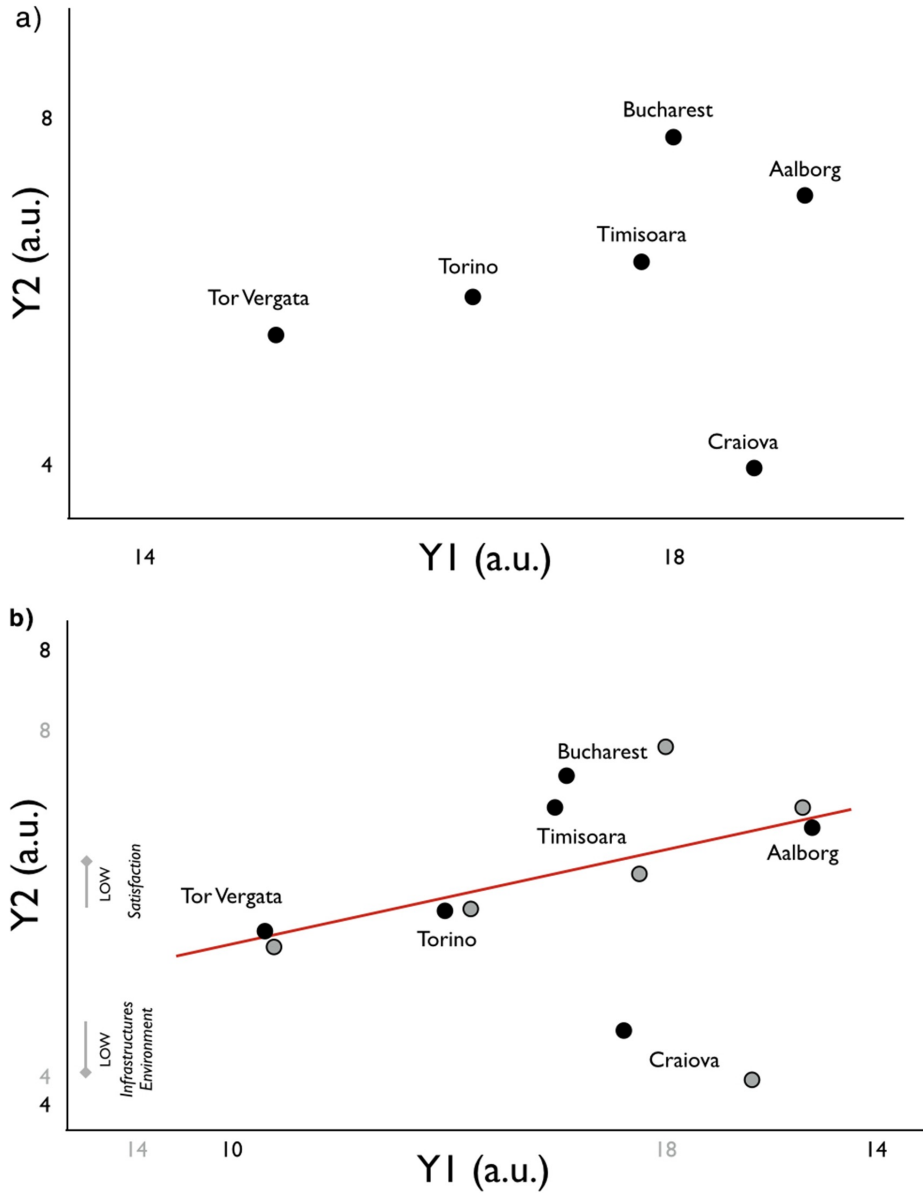 a)
8
Bucharest
Aalborg
Timisoara
Torino
Tor Vergata
Y2 (a.u.)
Craiova
4
14
Y1 (a.u.)
18
b)
8
8
Bucharest
Timisoara
Y2 (a.u.)
LOW
Satisfaction
Aalborg
Tor Vergata
Torino
LOW
Infrastructures
Environment
Craiova
4
4
14
10
Y1 (a.u.)
18
14